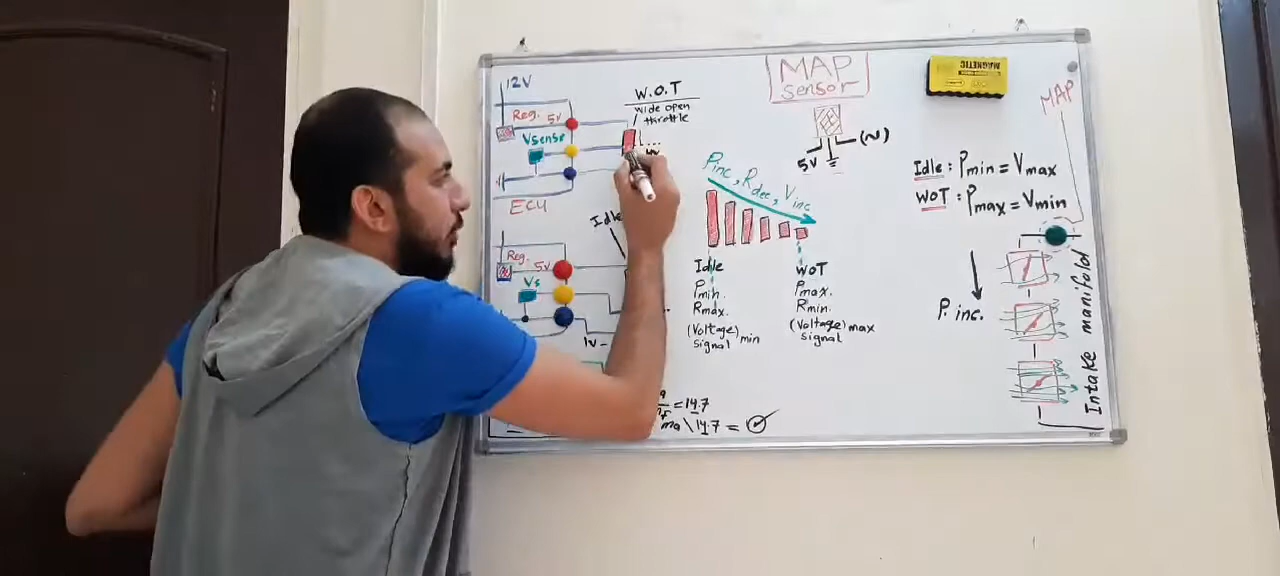 12V
Reg. 5V
Vsense
ECU
W.O.T
wide open
throttle
MAP
Sensor
5V
(~)
MAGNETIC
MAP
Pinc, Rdec, Vinc
Idle
Pmin.
Rmax.
(Voltage)min
signal
WOT
Pmax.
Rmin.
(Voltage)max
signal
Idle: Pmin = Vmax
WOT: Pmax = Vmin
P. inc.
Intake manifold
Idle
Reg. 5V
Vs
1V-
=14.7
ma\14.7 =